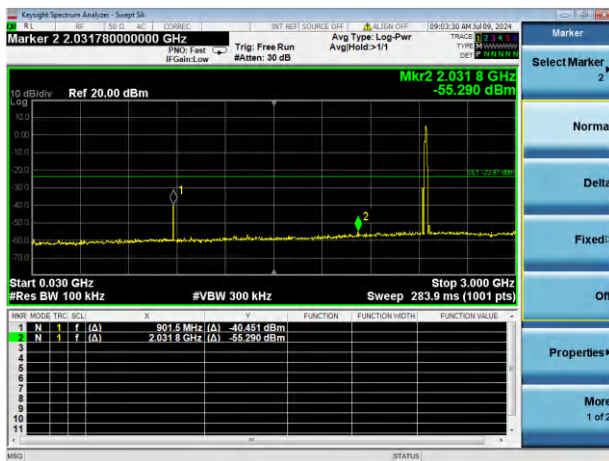 Keysight Spectrum Analyzer - Swept SA
RL RF 50 Ω AC CORREC INT REF SOURCE OFF ALIGN OFF 09:03:30 AM Jul 09, 2024
Marker 2 2.031780000000 GHz
PNO: Fast
IFGain:Low
Trig: Free Run
#Atten: 30 dB
Avg Type: Log-Pwr
Avg|Hold:>1/1
TRACE 1 2 3 4 5 6
TYPE M W W W W W
DET P N N N N N
Mkr2 2.031 8 GHz
-55.290 dBm
10 dB/div Ref 20.00 dBm
Log
10.0
0.00
-10.0
-20.0
-30.0
-40.0
-50.0
-60.0
-70.0
DL1 -23.97 dBm
1
2
Start 0.030 GHz Stop 3.000 GHz
#Res BW 100 kHz #VBW 300 kHz Sweep 283.9 ms (1001 pts)
MKR MODE TRC SCL X Y FUNCTION FUNCTION WIDTH FUNCTION VALUE
1 N 1 f (Δ) 901.5 MHz (Δ) -40.451 dBm
2 N 1 f (Δ) 2.031 8 GHz (Δ) -55.290 dBm
3
4
5
6
7
8
9
10
11
MSG STATUS
Marker
Select Marker
2
Norma
Delta
Fixed
Off
Properties
More
1 of 2